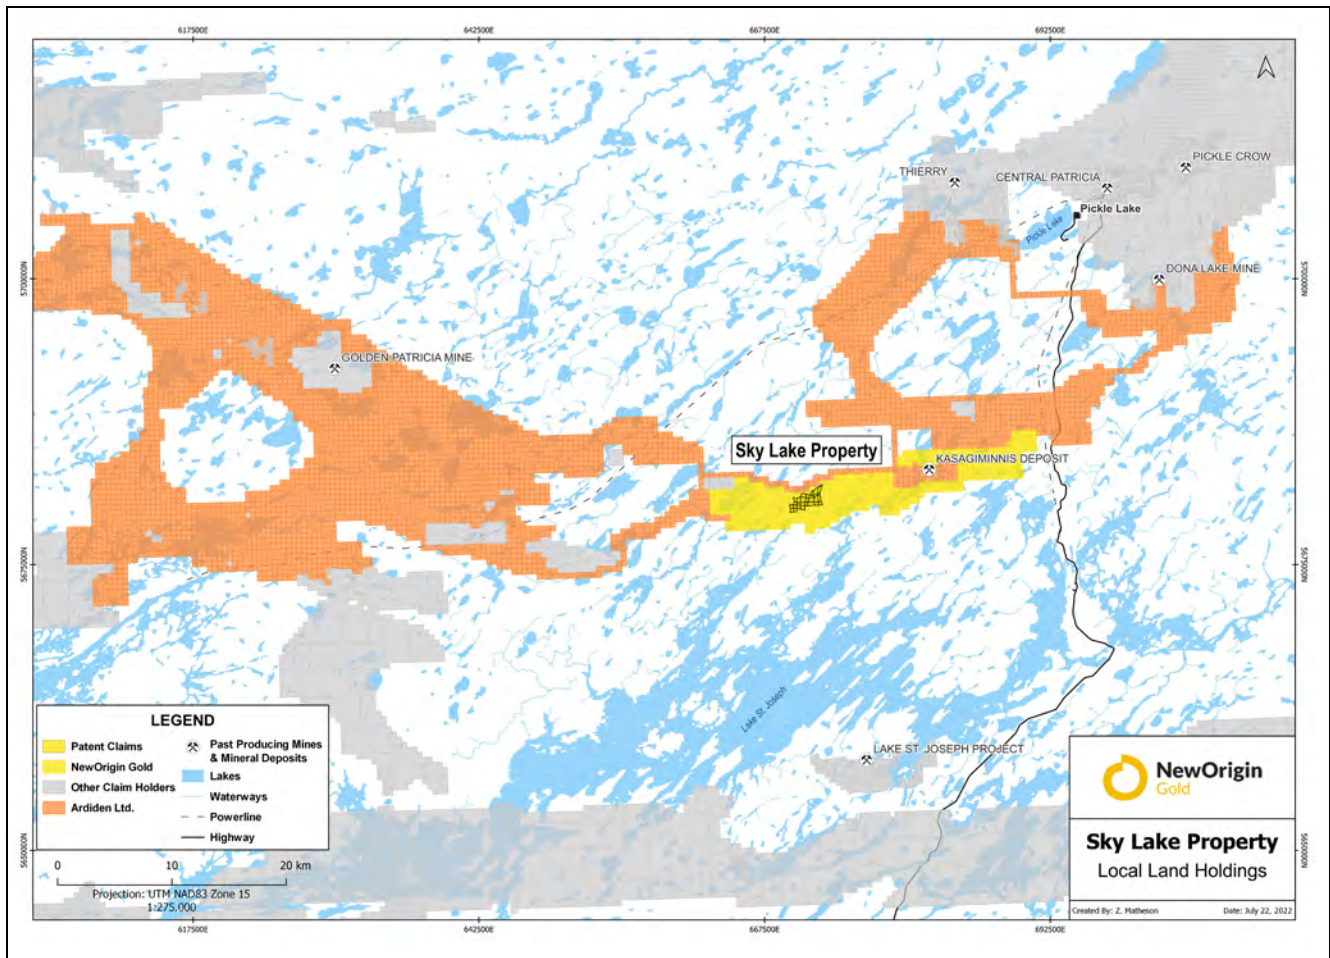 617500E
642500E
667500E
692500E
PICKLE CROW
THIERRY
CENTRAL PATRICIA
Pickle Lake
Pickle Lake
5700000N
DONA LAKE MINE
5700000N
GOLDEN PATRICIA MINE
Sky Lake Property
KASAGIMINNIS DEPOSIT
5675000N
5675000N
Lake St. Joseph
LAKE ST. JOSEPH PROJECT
LEGEND
Patent Claims
NewOrigin Gold
Other Claim Holders
Ardiden Ltd.
Past Producing Mines
& Mineral Deposits
Lakes
Waterways
Powerline
Highway
NewOrigin
Gold
Sky Lake Property
Local Land Holdings
5650000N
5650000N
0 10 20 km
Projection: UTM NAD83 Zone 15
1:275,000
Created By: Z. Matheson
Date: July 22, 2022
617500E
642500E
667500E
692500E